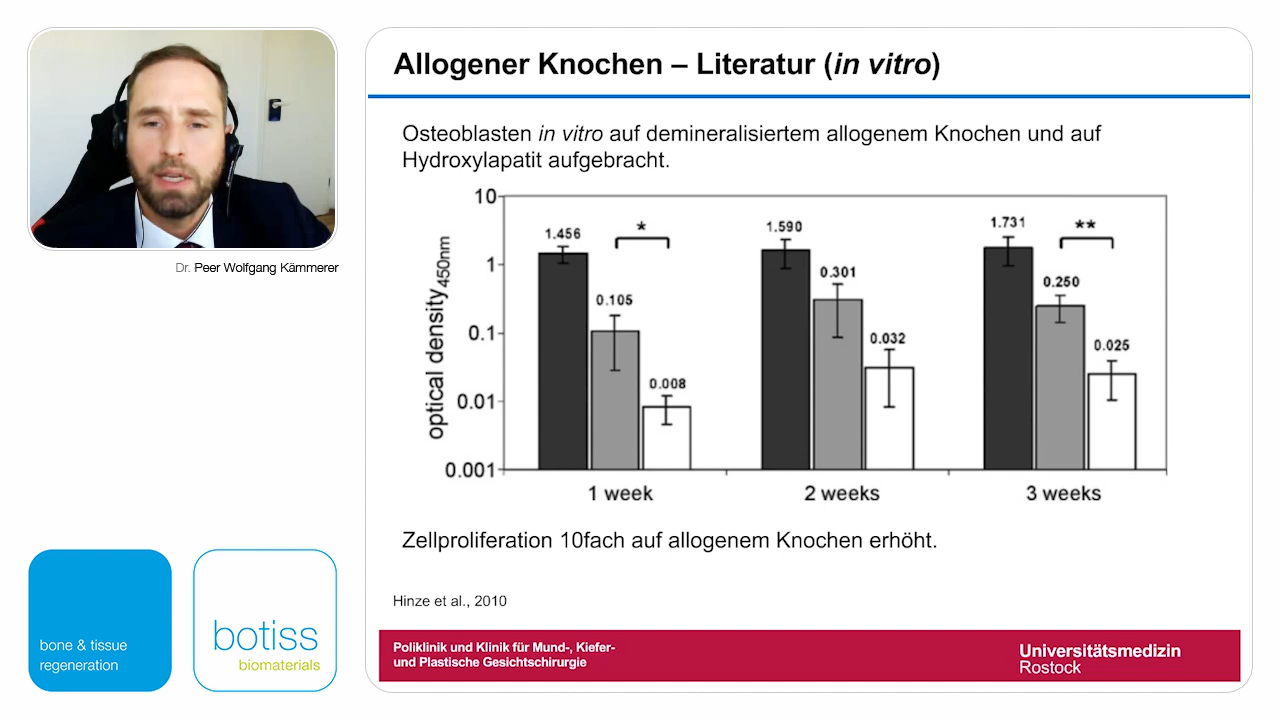 Dr. Peer Wolfgang Kämmerer
bone & tissue
regeneration
botiss
biomaterials
Allogener Knochen – Literatur (in vitro)
Osteoblasten in vitro auf demineralisiertem allogenem Knochen und auf
Hydroxylapatit aufgebracht.
optical density450nm
10
1
0.1
0.01
0.001
1.456
0.105
*
0.008
1.590
0.301
0.032
1.731
0.250
**
0.025
1 week
2 weeks
3 weeks
Zellproliferation 10fach auf allogenem Knochen erhöht.
Hinze et al., 2010
Poliklinik und Klinik für Mund-, Kiefer-
und Plastische Gesichtschirurgie
Universitätsmedizin
Rostock